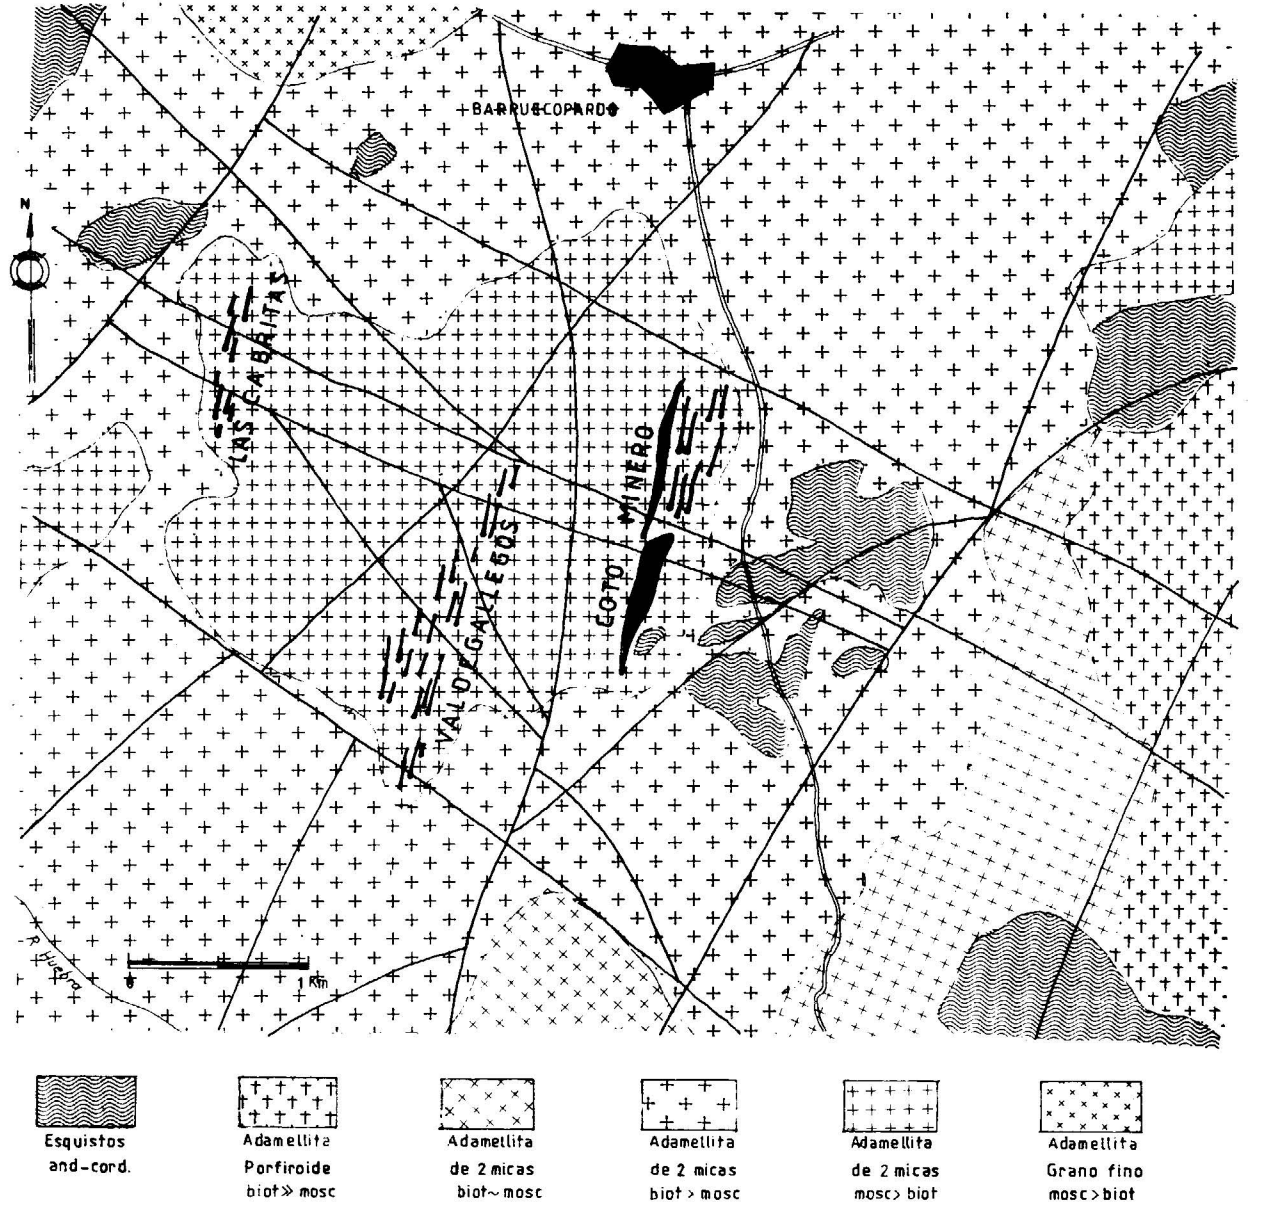 BARRUECOPARDO
N
LAS CABRITAS
COTO MINERO
VALDEGALLEGOS
R. Huebra
0 1 Km
Esquistos
and-cord.
Adamellita
Porfiroide
biot≫mosc
Adamellita
de 2 micas
biot~mosc
Adamellita
de 2 micas
biot>mosc
Adamellita
de 2 micas
mosc>biot
Adamellita
Grano fino
mosc>biot